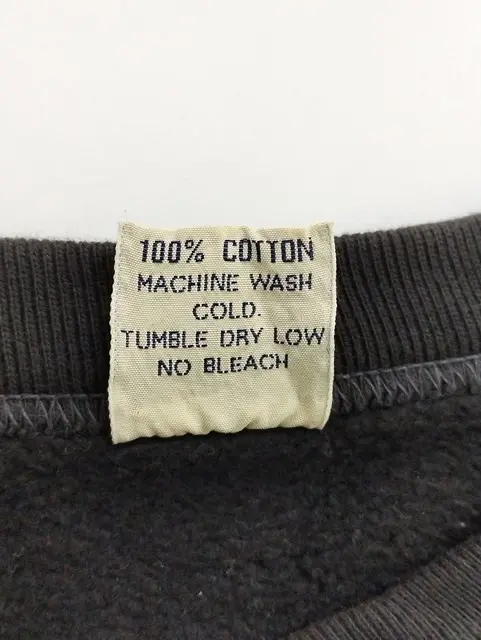 100% COTTON
MACHINE WASH
COLD.
TUMBLE DRY LOW
NO BLEACH